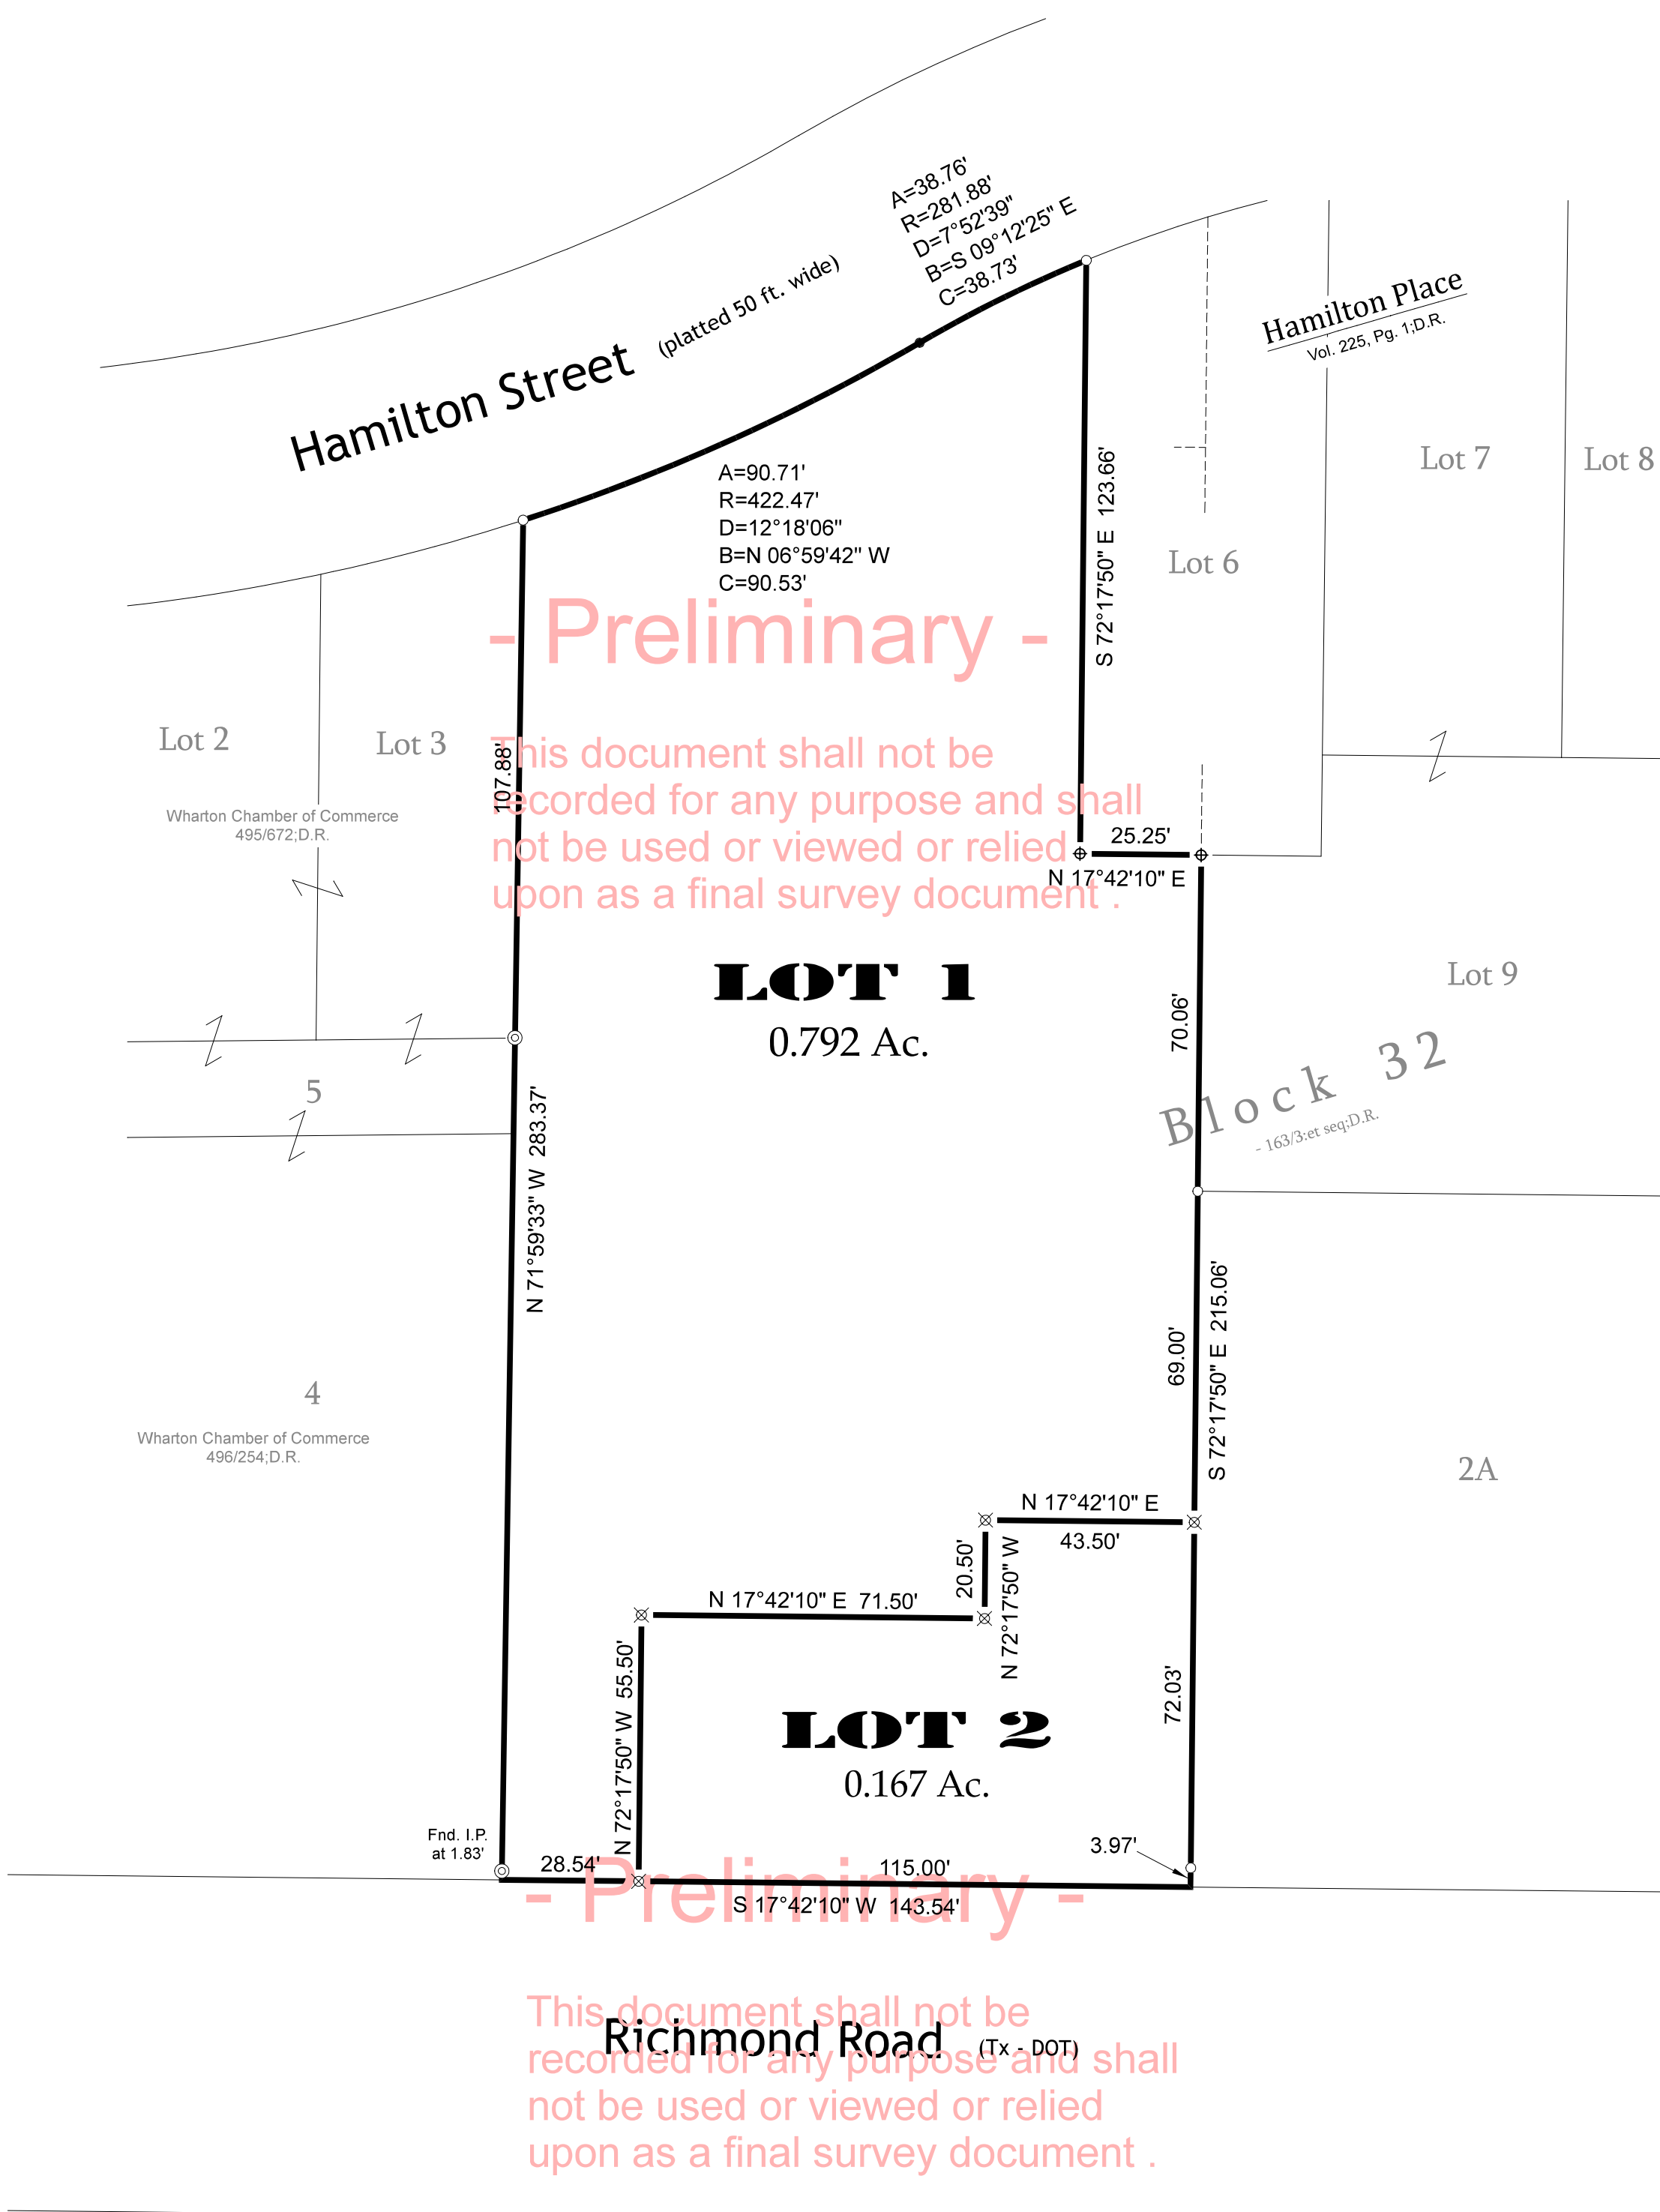 A=38.76'
R=281.88'
D=7°52'39"
B=S 09°12'25" E
C=38.73'
Hamilton Street (platted 50 ft. wide)
Hamilton Place
Vol. 225, Pg. 1;D.R.
A=90.71'
R=422.47'
D=12°18'06"
B=N 06°59'42" W
C=90.53'
S 72°17'50" E 123.66'
Lot 7
Lot 8
Lot 6
- Preliminary -
This document shall not be
recorded for any purpose and shall
not be used or viewed or relied
upon as a final survey document .
Lot 2
Lot 3
107.88'
Wharton Chamber of Commerce
495/672;D.R.
25.25'
N 17°42'10" E
LOT 1
0.792 Ac.
70.06'
Lot 9
Block 32
- 163/3:et seq;D.R.
5
N 71°59'33" W 283.37'
69.00'
S 72°17'50" E 215.06'
4
Wharton Chamber of Commerce
496/254;D.R.
2A
N 17°42'10" E
43.50'
20.50'
N 72°17'50" W
N 17°42'10" E 71.50'
N 72°17'50" W 55.50'
72.03'
LOT 2
0.167 Ac.
Fnd. I.P.
at 1.83'
28.54'
115.00'
3.97'
S 17°42'10" W 143.54'
- Preliminary -
This document shall not be
recorded for any purpose and shall
not be used or viewed or relied
upon as a final survey document .
Richmond Road (Tx - DOT)